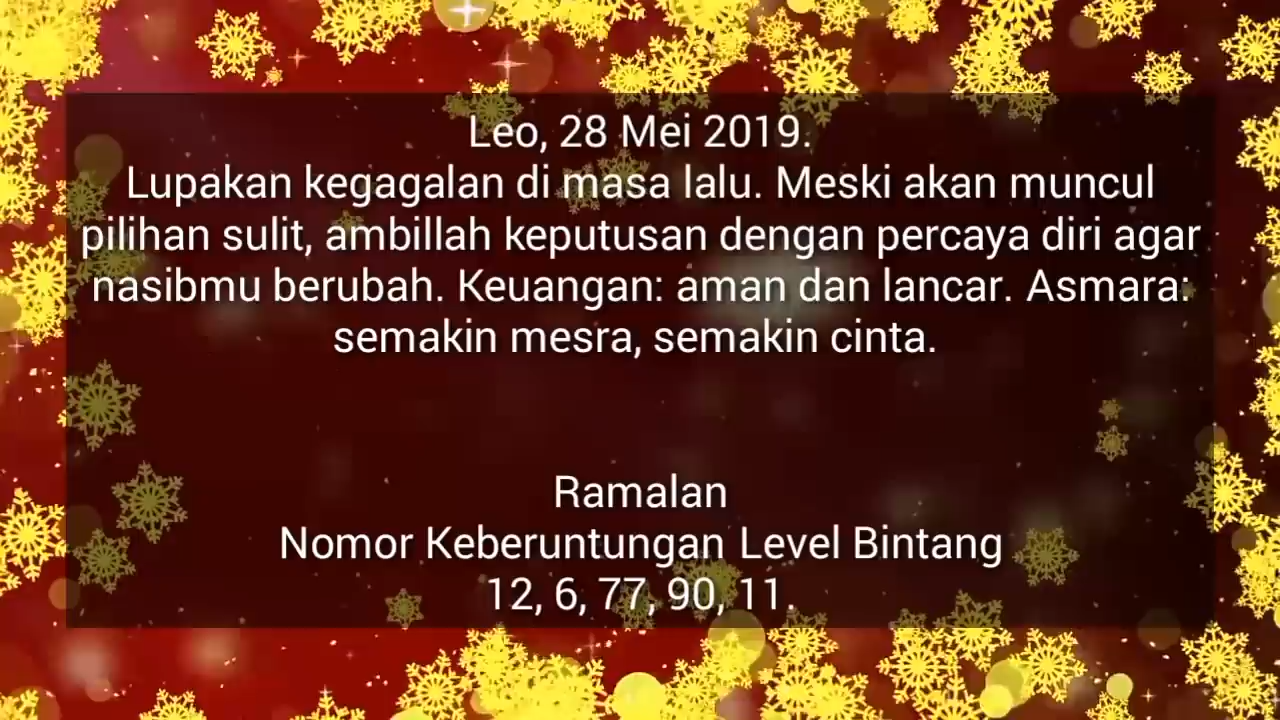 Leo, 28 Mei 2019.
Lupakan kegagalan di masa lalu. Meski akan muncul
pilihan sulit, ambillah keputusan dengan percaya diri agar
nasibmu berubah. Keuangan: aman dan lancar. Asmara:
semakin mesra, semakin cinta.
Ramalan
Nomor Keberuntungan Level Bintang
12, 6, 77, 90, 11.